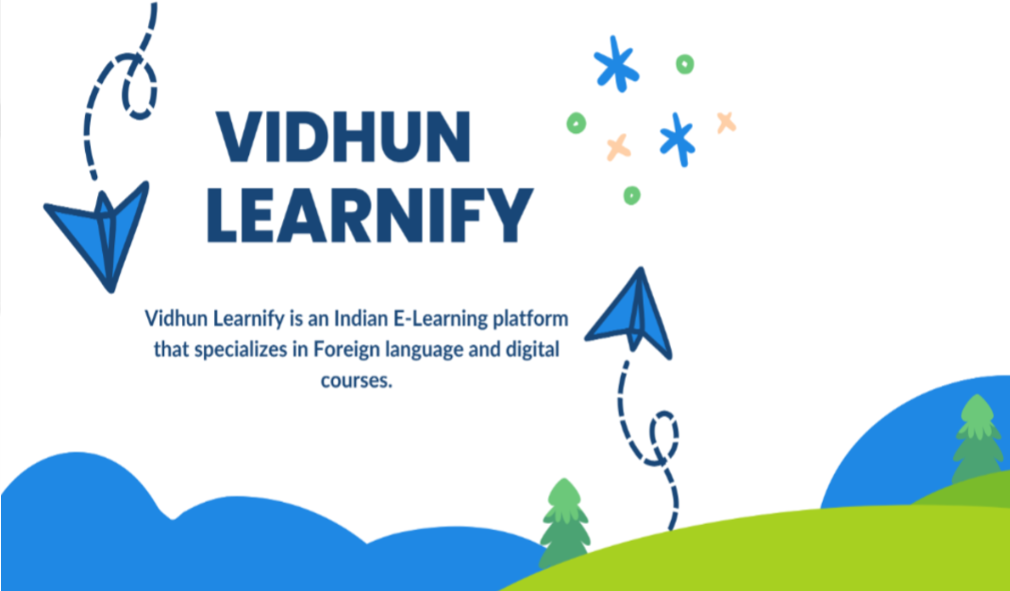 VIDHUN
LEARNIFY
Vidhun Learnify is an Indian E-Learning platform
that specializes in Foreign language and digital
courses.